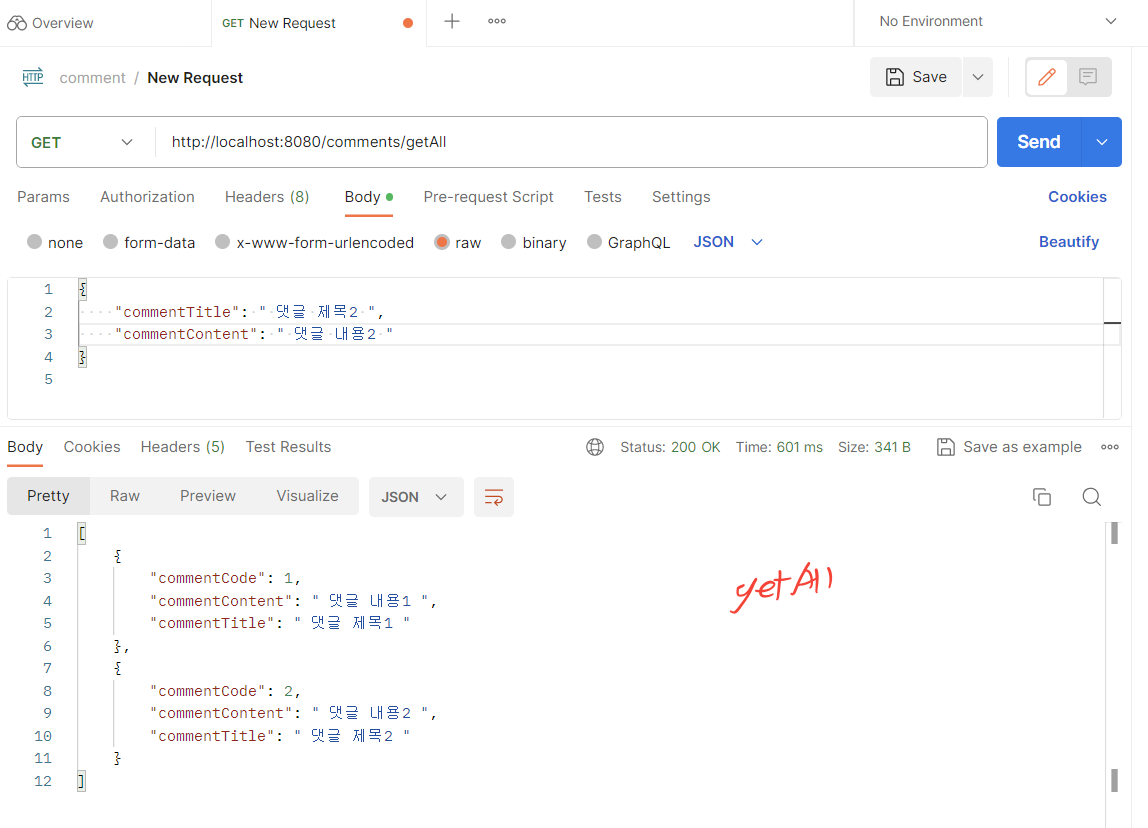 Overview
GET New Request
No Environment
HTTP comment / New Request
Save
GET http://localhost:8080/comments/getAll Send
Params Authorization Headers (8) Body Pre-request Script Tests Settings Cookies
none form-data x-www-form-urlencoded raw binary GraphQL JSON Beautify
1 {
2 "commentTitle": " 댓글 제목2 ",
3 "commentContent": " 댓글 내용2 "
4 }
5
Body Cookies Headers (5) Test Results Status: 200 OK Time: 601 ms Size: 341 B Save as example
Pretty Raw Preview Visualize JSON
1 [
2 {
3 "commentCode": 1,
4 "commentContent": " 댓글 내용1 ",
5 "commentTitle": " 댓글 제목1 "
6 },
7 {
8 "commentCode": 2,
9 "commentContent": " 댓글 내용2 ",
10 "commentTitle": " 댓글 제목2 "
11 }
12 ]
getAll